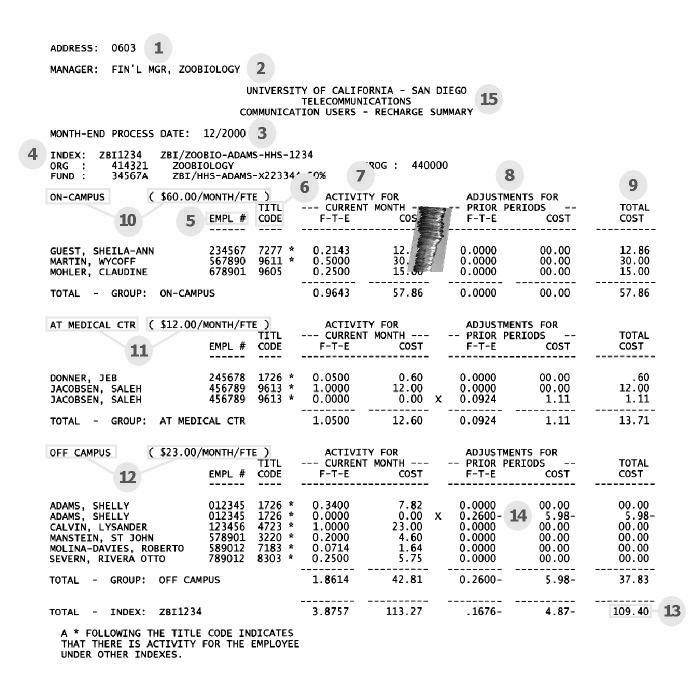 ADDRESS: 0603 1
MANAGER: FIN'L MGR, ZOOBIOLOGY 2
UNIVERSITY OF CALIFORNIA - SAN DIEGO
TELECOMMUNICATIONS 15
COMMUNICATION USERS - RECHARGE SUMMARY
MONTH-END PROCESS DATE: 12/2000 3
4 INDEX: ZBI1234 ZBI/ZOOBIO-ADAMS-HHS-1234
ORG : 414321 ZOOBIOLOGY ROG : 440000
FUND : 34567A ZBI/HHS-ADAMS-X22334
6 7 8 9
ON-CAMPUS ( $60.00/MONTH/FTE ) ACTIVITY FOR ADJUSTMENTS FOR
TITL --- CURRENT MONTH -- PRIOR PERIODS -- TOTAL
10 5 EMPL # CODE F-T-E COS F-T-E COST COST
GUEST, SHEILA-ANN 234567 7277 * 0.2143 12. 0.0000 00.00 12.86
MARTIN, WYCOFF 567890 9611 * 0.5000 30. 0.0000 00.00 30.00
MOHLER, CLAUDINE 678901 9605 0.2500 15. 0.0000 00.00 15.00
TOTAL - GROUP: ON-CAMPUS 0.9643 57.86 0.0000 00.00 57.86
AT MEDICAL CTR ( $12.00/MONTH/FTE ) ACTIVITY FOR ADJUSTMENTS FOR
TITL --- CURRENT MONTH --- -- PRIOR PERIODS -- TOTAL
11 EMPL # CODE F-T-E COST F-T-E COST COST
DONNER, JEB 245678 1726 * 0.0500 0.60 0.0000 00.00 .60
JACOBSEN, SALEH 456789 9613 * 1.0000 12.00 0.0000 00.00 12.00
JACOBSEN, SALEH 456789 9613 * 0.0000 0.00 X 0.0924 1.11 1.11
TOTAL - GROUP: AT MEDICAL CTR 1.0500 12.60 0.0924 1.11 13.71
OFF CAMPUS ( $23.00/MONTH/FTE ) ACTIVITY FOR ADJUSTMENTS FOR
TITL --- CURRENT MONTH --- -- PRIOR PERIODS -- TOTAL
12 EMPL # CODE F-T-E COST F-T-E COST COST
ADAMS, SHELLY 012345 1726 * 0.3400 7.82 0.0000 00.00 00.00
ADAMS, SHELLY 012345 1726 * 0.0000 0.00 X 0.2600- 14 5.98- 5.98-
CALVIN, LYSANDER 123456 4723 * 1.0000 23.00 0.0000 00.00 00.00
MANSTEIN, ST JOHN 578901 3220 * 0.2000 4.60 0.0000 00.00 00.00
MOLINA-DAVIES, ROBERTO 589012 7183 * 0.0714 1.64 0.0000 00.00 00.00
SEVERN, RIVERA OTTO 789012 8303 * 0.2500 5.75 0.0000 00.00 00.00
TOTAL - GROUP: OFF CAMPUS 1.8614 42.81 0.2600- 5.98- 37.83
TOTAL - INDEX: ZBI1234 3.8757 113.27 .1676- 4.87- 109.40 13
A * FOLLOWING THE TITLE CODE INDICATES
THAT THERE IS ACTIVITY FOR THE EMPLOYEE
UNDER OTHER INDEXES.